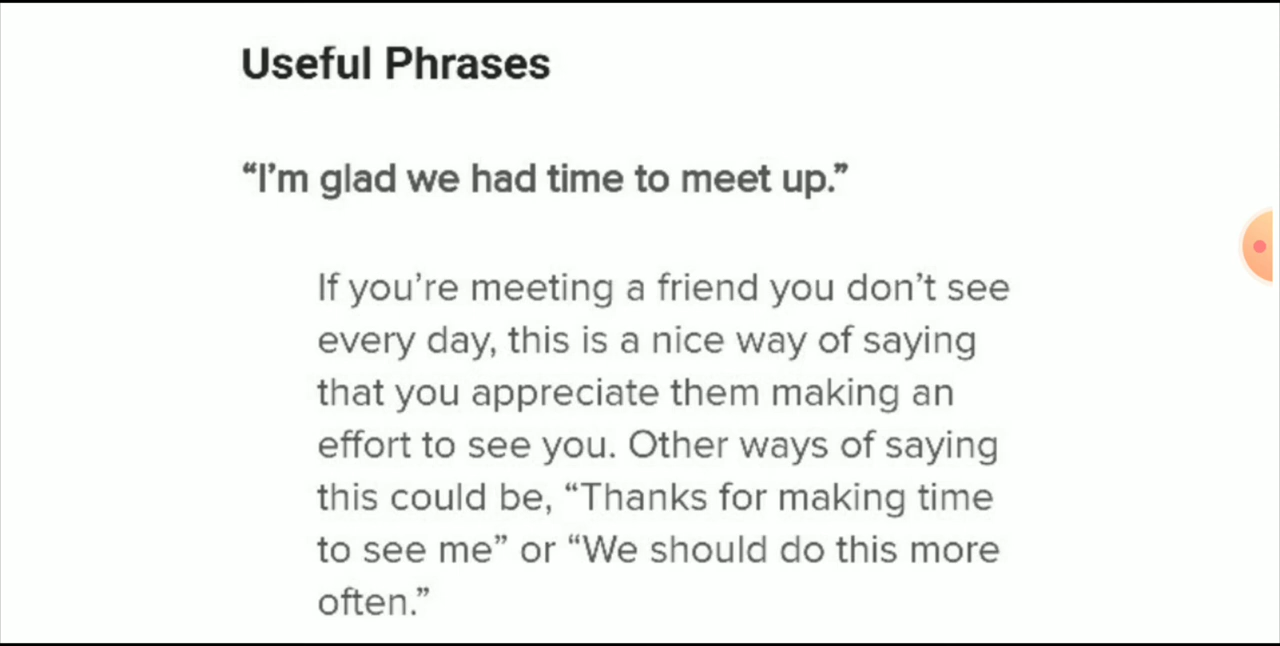 Useful Phrases
“I’m glad we had time to meet up.”
If you’re meeting a friend you don’t see
every day, this is a nice way of saying
that you appreciate them making an
effort to see you. Other ways of saying
this could be, “Thanks for making time
to see me” or “We should do this more
often.”